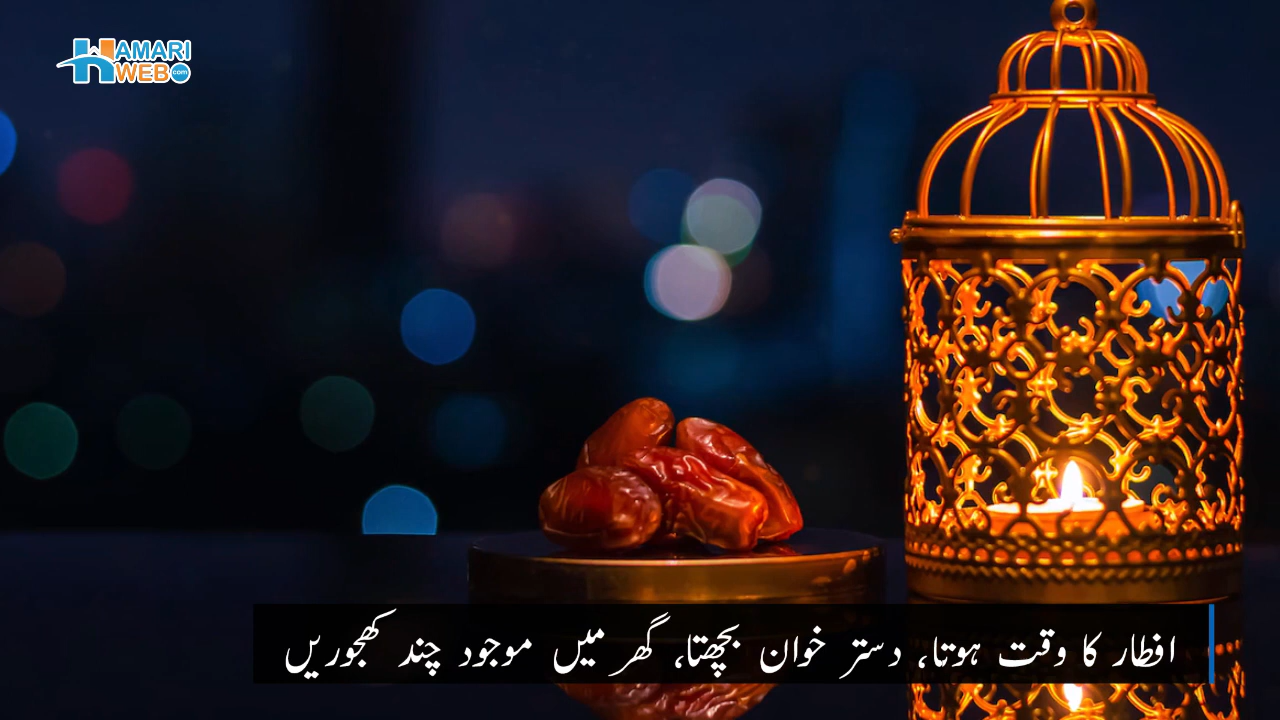 HAMARI
WEB.com
افطار کا وقت ہوتا، دستر خوان بچھتا، گھر میں موجود چند کھجوریں